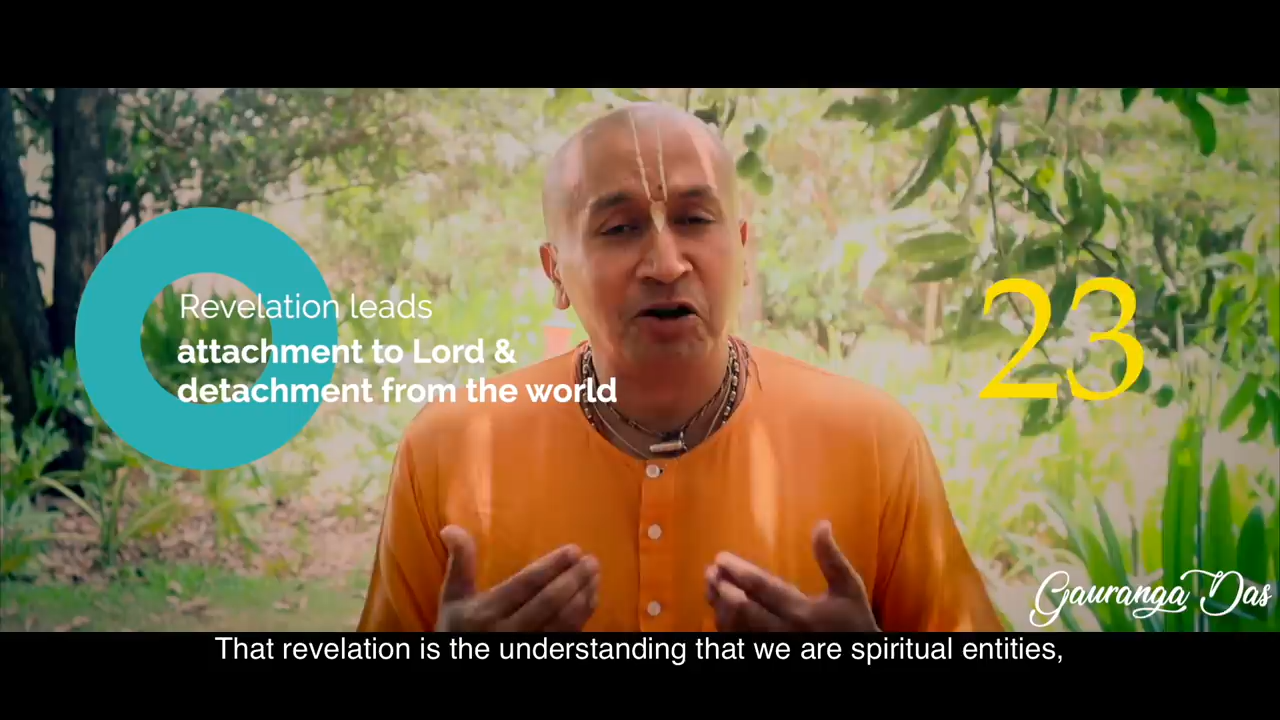 Revelation leads
attachment to Lord &
detachment from the world
23
Gauranga Das
That revelation is the understanding that we are spiritual entities,